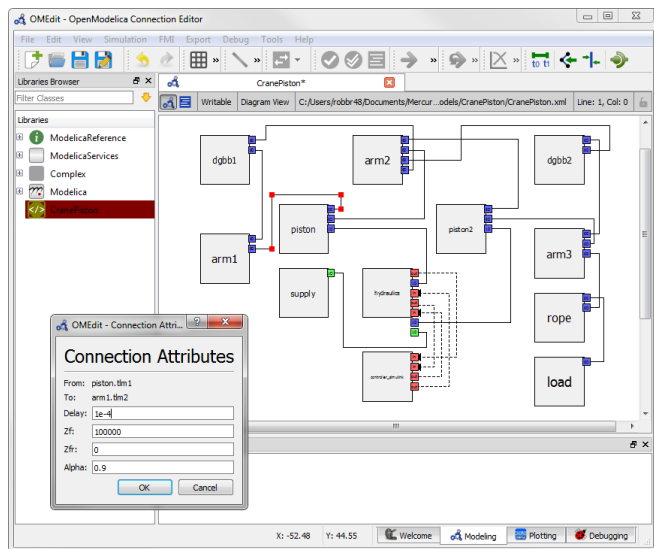 OMEdit - OpenModelica Connection Editor
File Edit View Simulation FMI Export Debug Tools Help
Libraries Browser
CranePiston*
Filter Classes
Writable Diagram View C:/Users/robbr48/Documents/Mercur...odels/CranePiston/CranePiston.xml Line: 1, Col: 0
Libraries
ModelicaReference
ModelicaServices
Complex
Modelica
CranePiston
dgbb1
arm2
dgbb2
piston
piston2
arm1
arm3
supply
hydraulics
rope
controller_simulink
load
OMEdit - Connection Attri...
Connection Attributes
From: piston.tlm1
To: arm1.tlm2
Delay: 1e-4
Zf: 100000
Zfr: 0
Alpha: 0.9
OK Cancel
X: -52.48 Y: 44.55 Welcome Modeling Plotting Debugging